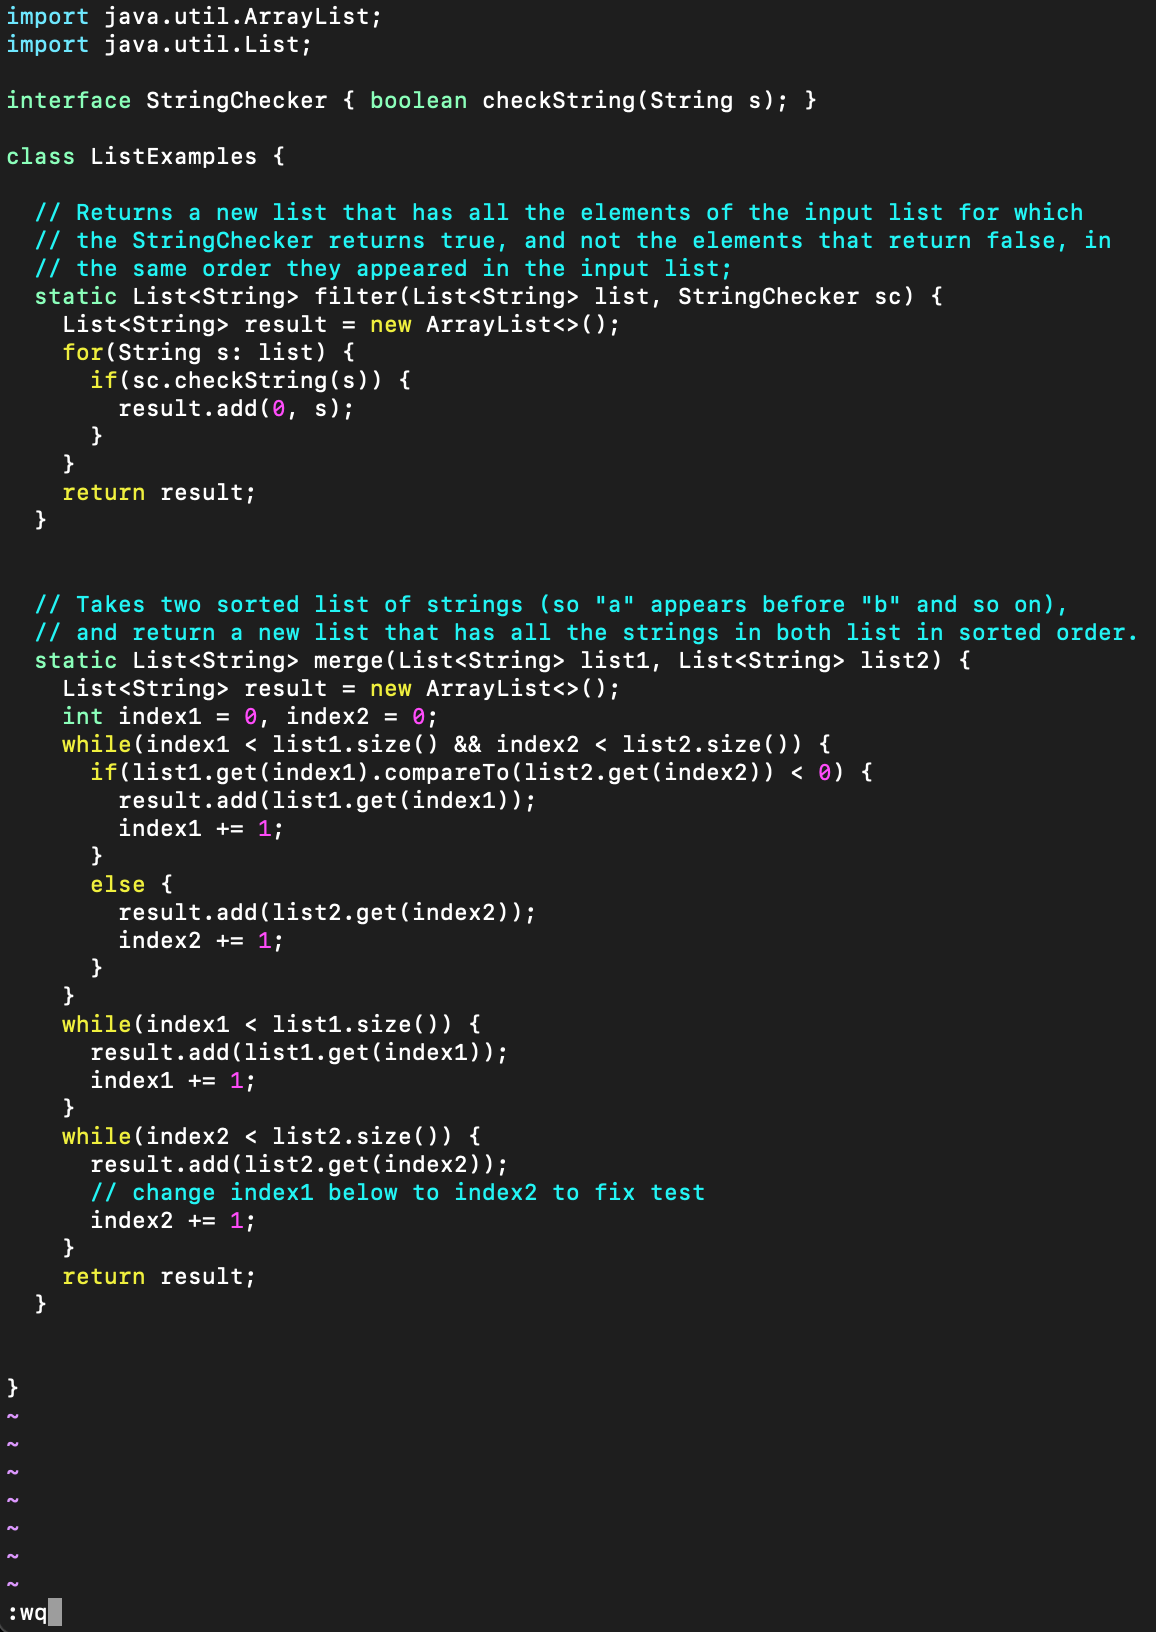 import java.util.ArrayList;
import java.util.List;

interface StringChecker { boolean checkString(String s); }

class ListExamples {

  // Returns a new list that has all the elements of the input list for which
  // the StringChecker returns true, and not the elements that return false, in
  // the same order they appeared in the input list;
  static List<String> filter(List<String> list, StringChecker sc) {
    List<String> result = new ArrayList<>();
    for(String s: list) {
      if(sc.checkString(s)) {
        result.add(0, s);
      }
    }
    return result;
  }


  // Takes two sorted list of strings (so "a" appears before "b" and so on),
  // and return a new list that has all the strings in both list in sorted order.
  static List<String> merge(List<String> list1, List<String> list2) {
    List<String> result = new ArrayList<>();
    int index1 = 0, index2 = 0;
    while(index1 < list1.size() && index2 < list2.size()) {
      if(list1.get(index1).compareTo(list2.get(index2)) < 0) {
        result.add(list1.get(index1));
        index1 += 1;
      }
      else {
        result.add(list2.get(index2));
        index2 += 1;
      }
    }
    while(index1 < list1.size()) {
      result.add(list1.get(index1));
      index1 += 1;
    }
    while(index2 < list2.size()) {
      result.add(list2.get(index2));
      // change index1 below to index2 to fix test
      index2 += 1;
    }
    return result;
  }


}
~
~
~
~
~
~
~
:wq